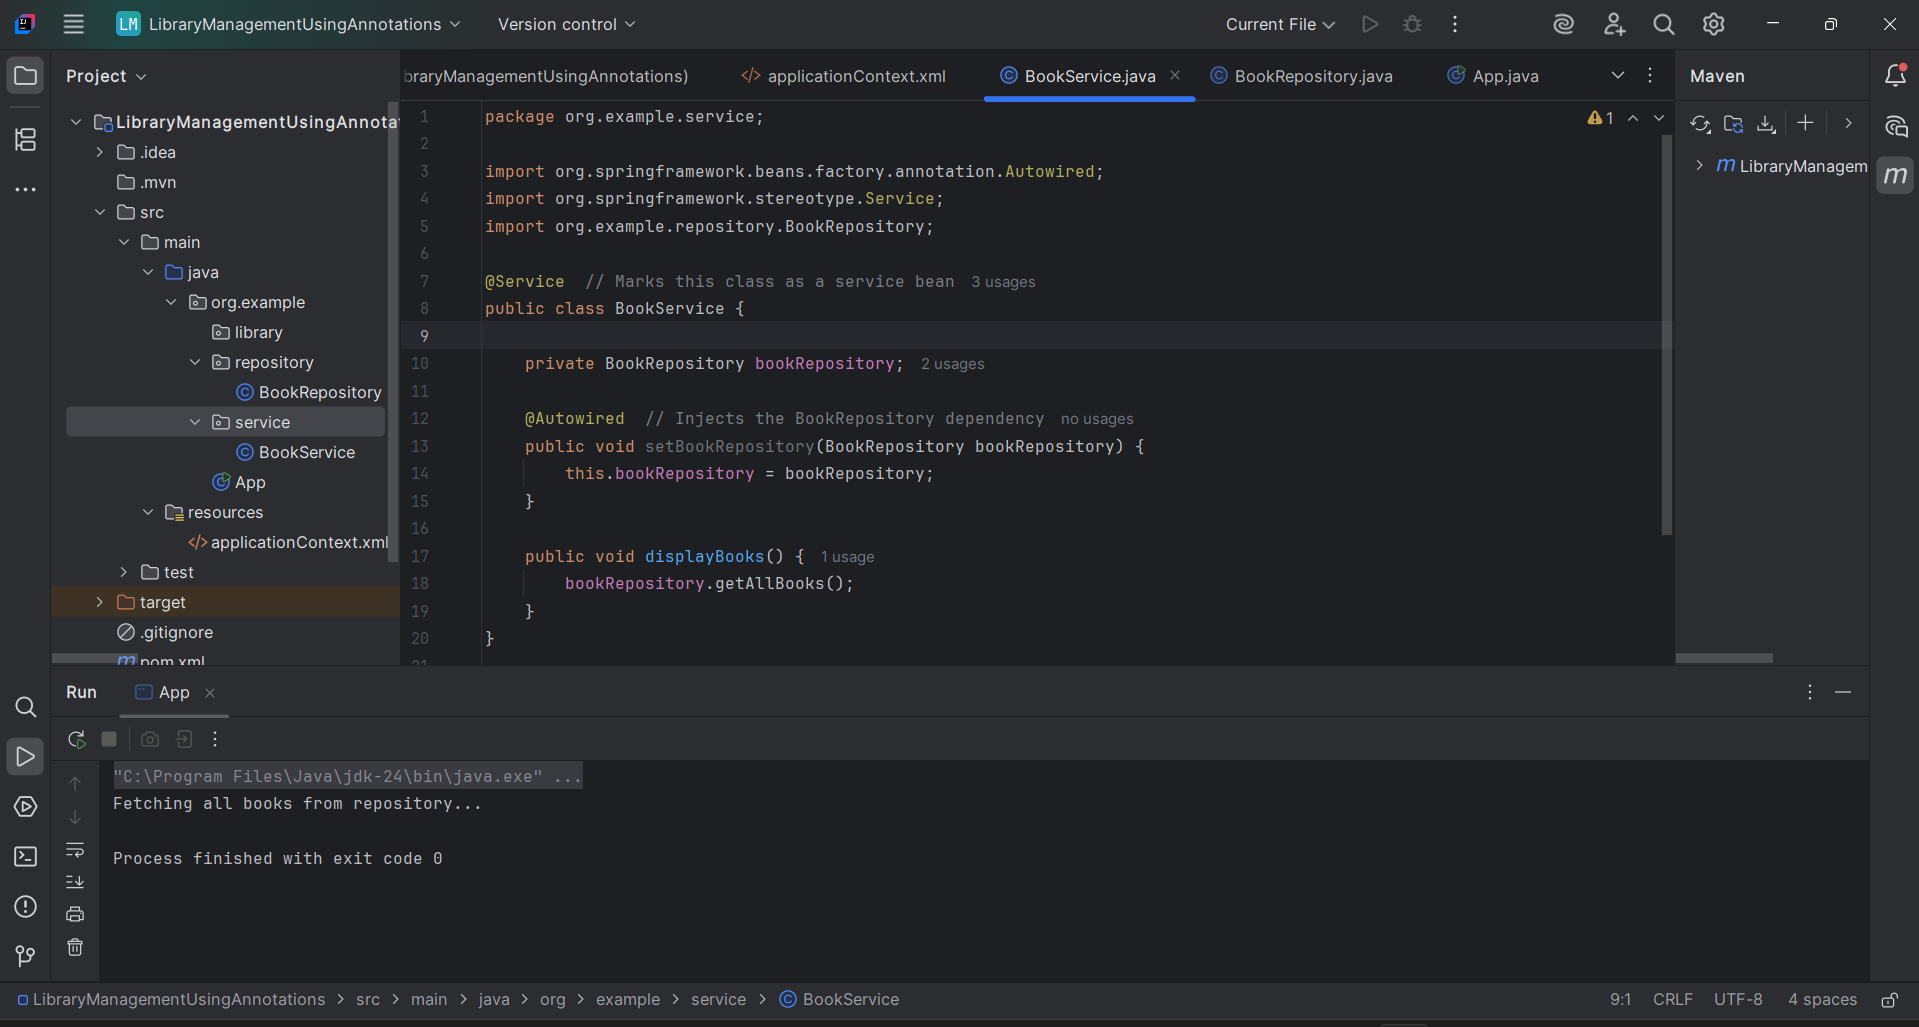 LM LibraryManagementUsingAnnotations Version control Current File
Project
LibraryManagementUsingAnnota
.idea
.mvn
src
main
java
org.example
library
repository
BookRepository
service
BookService
App
resources
applicationContext.xml
test
target
.gitignore
pom.xml
braryManagementUsingAnnotations) applicationContext.xml BookService.java BookRepository.java App.java
1 package org.example.service;
2
3 import org.springframework.beans.factory.annotation.Autowired;
4 import org.springframework.stereotype.Service;
5 import org.example.repository.BookRepository;
6
7 @Service // Marks this class as a service bean 3 usages
8 public class BookService {
9
10 private BookRepository bookRepository; 2 usages
11
12 @Autowired // Injects the BookRepository dependency no usages
13 public void setBookRepository(BookRepository bookRepository) {
14 this.bookRepository = bookRepository;
15 }
16
17 public void displayBooks() { 1 usage
18 bookRepository.getAllBooks();
19 }
20 }
21
1
Maven
m LibraryManagem
m
Run App
"C:\Program Files\Java\jdk-24\bin\java.exe" ...
Fetching all books from repository...
Process finished with exit code 0
LibraryManagementUsingAnnotations > src > main > java > org > example > service > BookService
9:1 CRLF UTF-8 4 spaces